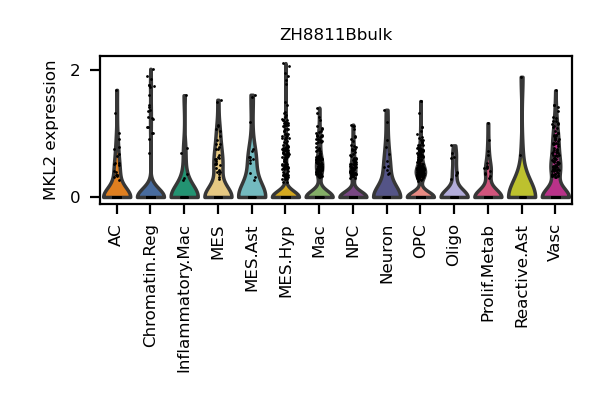 ZH8811Bbulk
MKL2 expression
2
0
AC
Chromatin.Reg
Inflammatory.Mac
MES
MES.Ast
MES.Hyp
Mac
NPC
Neuron
OPC
Oligo
Prolif.Metab
Reactive.Ast
Vasc